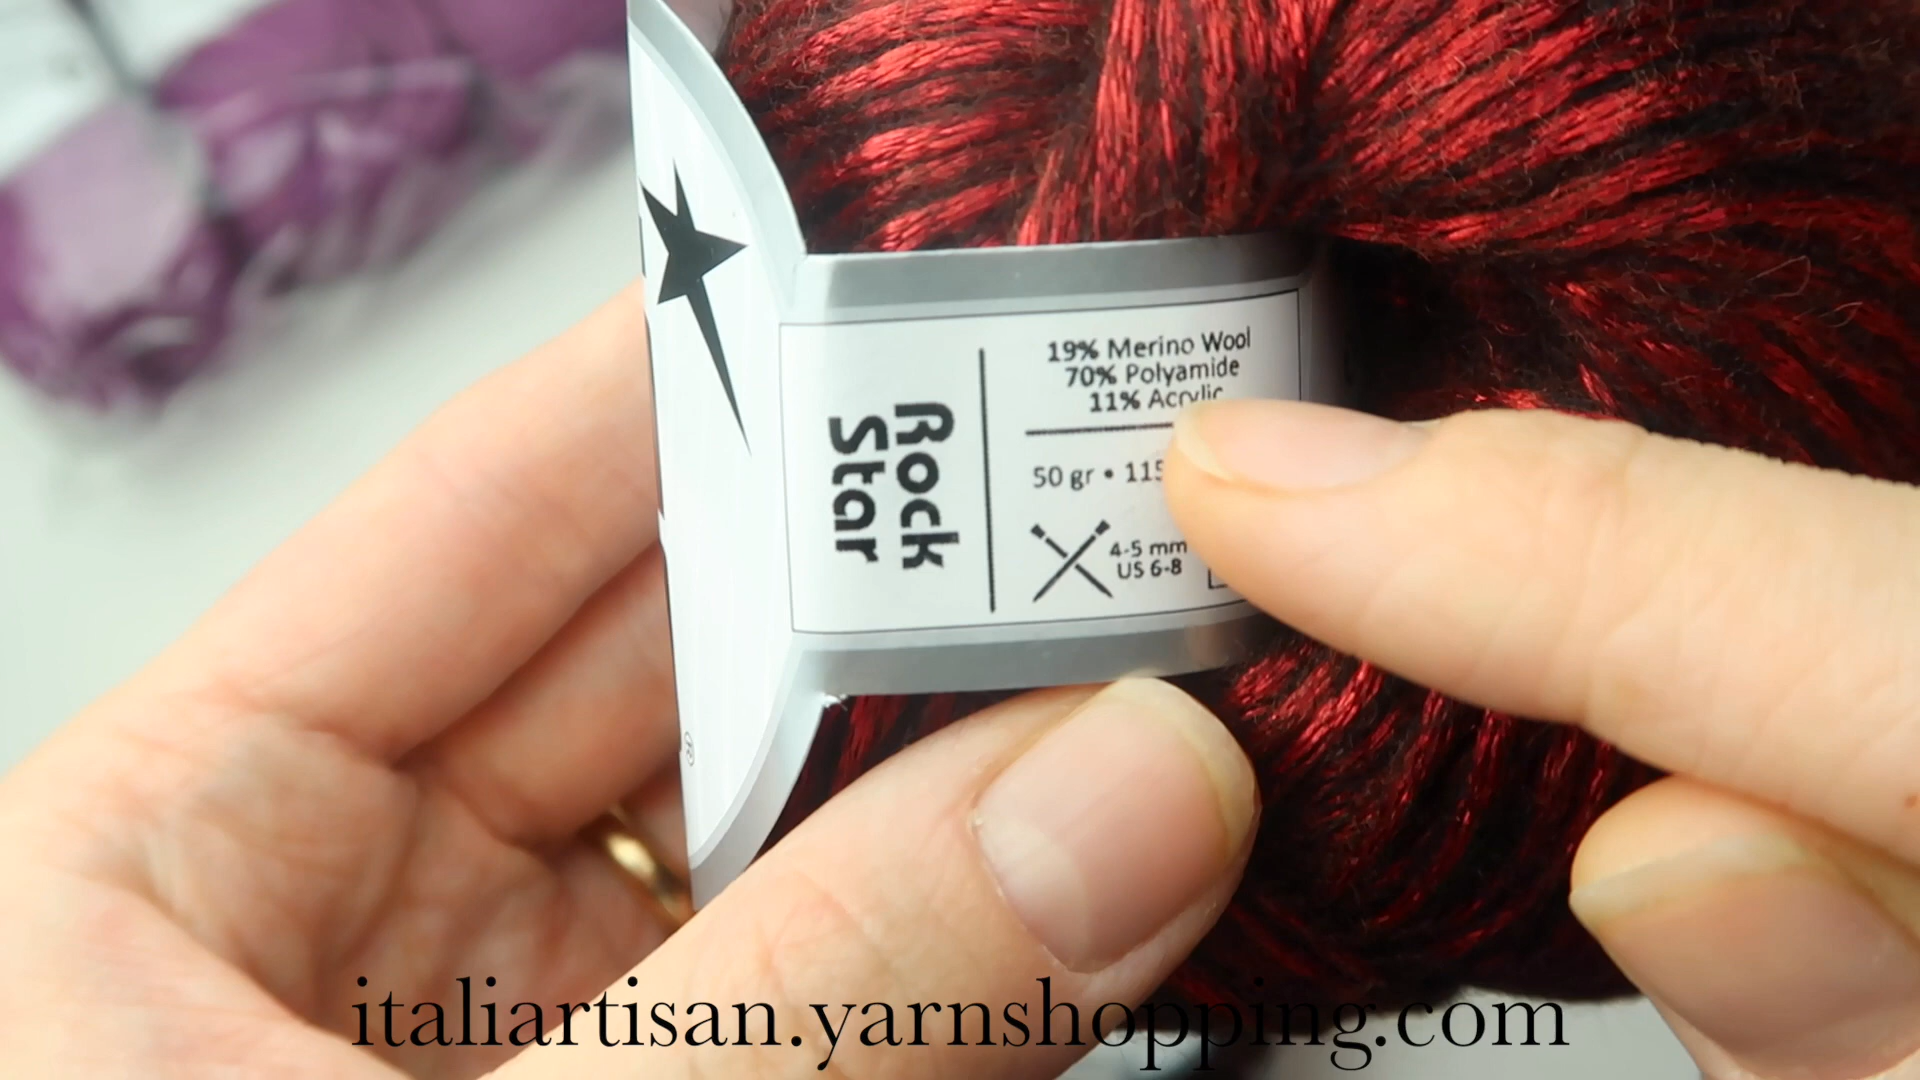 Rock
Star
19% Merino Wool
70% Polyamide
11% Acrylic
50 gr • 115
4-5 mm
US 6-8
®
italiartisan.yarnshopping.com